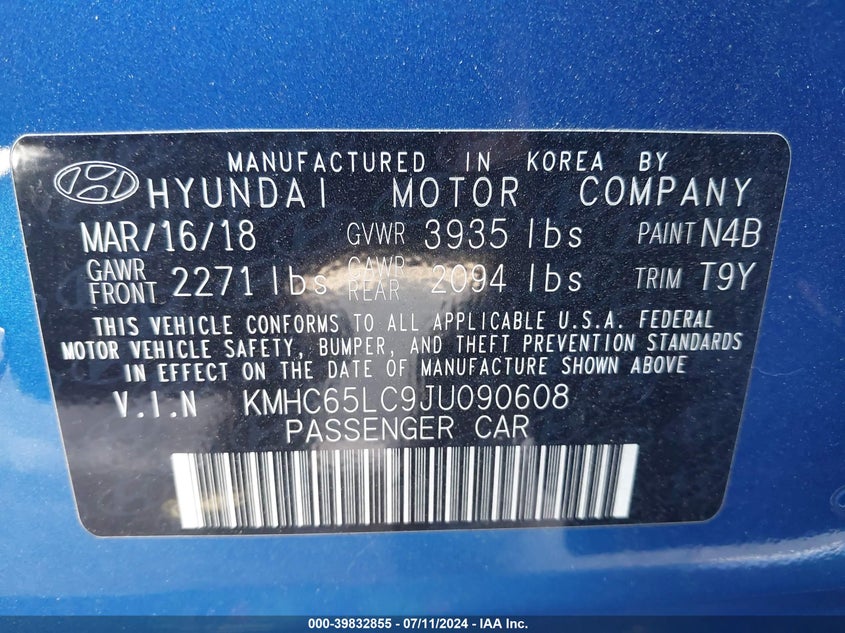 MANUFACTURED IN KOREA BY
HYUNDAI MOTOR COMPANY
MAR/16/18 GVWR 3935 lbs PAINT N4B
GAWR FRONT 2271 lbs GAWR REAR 2094 lbs TRIM T9Y
THIS VEHICLE CONFORMS TO ALL APPLICABLE U.S.A. FEDERAL
MOTOR VEHICLE SAFETY, BUMPER, AND THEFT PREVENTION STANDARDS
IN EFFECT ON THE DATE OF MANUFACTURE SHOWN ABOVE
V.I.N KMHC65LC9JU090608
PASSENGER CAR
000-39832855 - 07/11/2024 - IAA Inc.